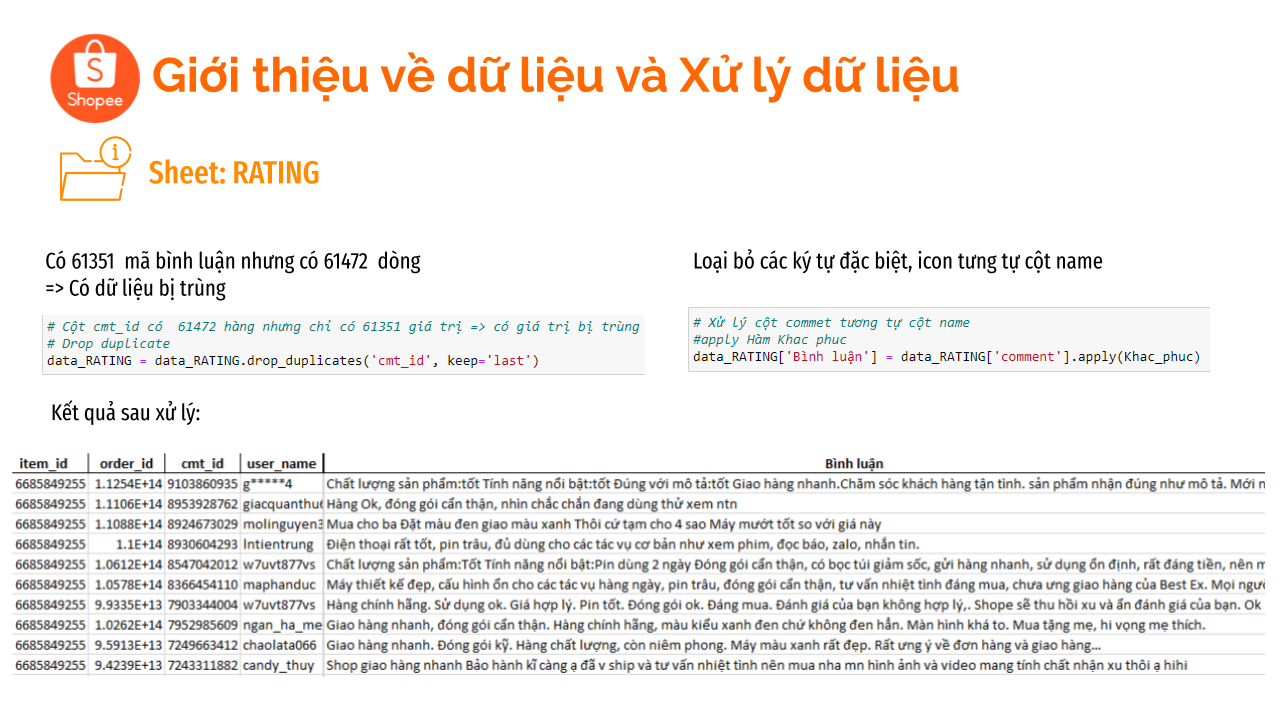 Shopee
Giới thiệu về dữ liệu và Xử lý dữ liệu
Sheet: RATING
Có 61351 mã bình luận nhưng có 61472 dòng
=> Có dữ liệu bị trùng
# Cột cmt_id có 61472 hàng nhưng chỉ có 61351 giá trị => có giá trị bị trùng
# Drop duplicate
data_RATING = data_RATING.drop_duplicates('cmt_id', keep='last')
Loại bỏ các ký tự đặc biệt, icon tưng tự cột name
# Xử lý cột commet tương tự cột name
#apply Hàm Khac phuc
data_RATING['Bình luận'] = data_RATING['comment'].apply(Khac_phuc)
Kết quả sau xử lý:
item_id order_id cmt_id user_name Bình luận
6685849255 1.1254E+14 9103860935 g*****4 Chất lượng sản phẩm:tốt Tính năng nổi bật:tốt Đúng với mô tả:tốt Giao hàng nhanh.Chăm sóc khách hàng tận tình. sản phẩm nhận đúng như mô tả. Mới n
6685849255 1.1106E+14 8953928762 giacquanthu Hàng Ok, đóng gói cẩn thận, nhìn chắc chắn đang dùng thử xem ntn
6685849255 1.1088E+14 8924673029 molinguyen3 Mua cho ba Đặt màu đen giao màu xanh Thôi cứ tạm cho 4 sao Máy mướt tốt so với giá này
6685849255 1.1E+14 8930604293 lntientrung Điện thoại rất tốt, pin trâu, đủ dùng cho các tác vụ cơ bản như xem phim, đọc báo, zalo, nhắn tin.
6685849255 1.0612E+14 8547042012 w7uvt877vs Chất lượng sản phẩm:Tốt Tính năng nổi bật:Pin dùng 2 ngày Đóng gói cẩn thận, có bọc túi giảm sốc, gửi hàng nhanh, sử dụng ổn định, rất đáng tiền, nên m
6685849255 1.0578E+14 8366454110 maphanduc Máy thiết kế đẹp, cấu hình ổn cho các tác vụ hàng ngày, pin trâu, đóng gói cẩn thận, tư vấn nhiệt tình đáng mua, chưa ưng giao hàng của Best Ex. Mọi ngườ
6685849255 9.9335E+13 7903344004 w7uvt877vs Hàng chính hãng. Sử dụng ok. Giá hợp lý. Pin tốt. Đóng gói ok. Đáng mua. Đánh giá của bạn không hợp lý,. Shope sẽ thu hồi xu và ẩn đánh giá của bạn. Ok
6685849255 1.0262E+14 7952985609 ngan_ha_me Giao hàng nhanh, đóng gói cẩn thận. Hàng chính hãng, màu kiểu xanh đen chứ không đen hẳn. Màn hình khá to. Mua tặng mẹ, hi vọng mẹ thích.
6685849255 9.5913E+13 7249663412 chaolata066 Giao hàng nhanh. Đóng gói kỹ. Hàng chất lượng, còn niêm phong. Máy màu xanh rất đẹp. Rất ưng ý về đơn hàng và giao hàng...
6685849255 9.4239E+13 7243311882 candy_thuy Shop giao hàng nhanh Bảo hành kĩ càng ạ đã v ship và tư vấn nhiệt tình nên mua nha mn hình ảnh và video mang tính chất nhận xu thôi ạ hihi